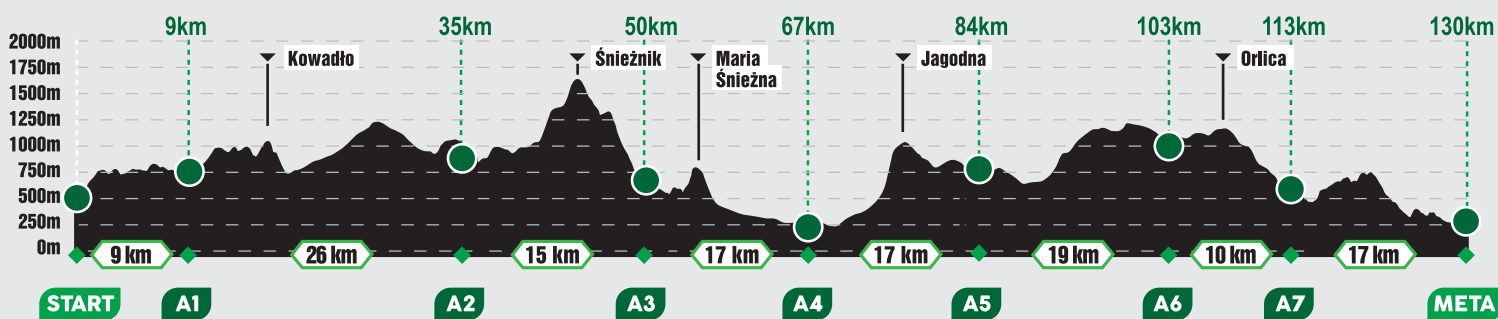 9km 35km 50km 67km 84km 103km 113km 130km
2000m
Kowadło Śnieżnik Maria Jagodna Orlica
1750m
Śnieżna
1500m
1250m
1000m
750m
500m
250m
0m
9 km 26 km 15 km 17 km 17 km 19 km 10 km 17 km
START A1 A2 A3 A4 A5 A6 A7 META